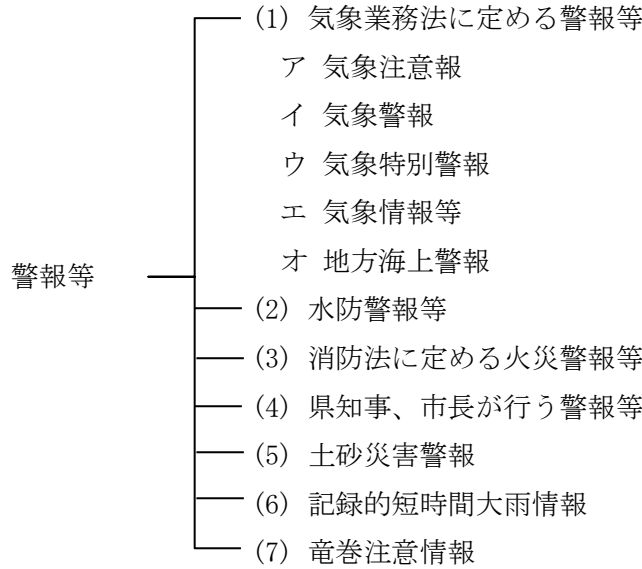 (1) 気象業務法に定める警報等
ア 気象注意報
イ 気象警報
ウ 気象特別警報
エ 気象情報等
オ 地方海上警報
警報等
(2) 水防警報等
(3) 消防法に定める火災警報等
(4) 県知事、市長が行う警報等
(5) 土砂災害警報
(6) 記録的短時間大雨情報
(7) 竜巻注意情報